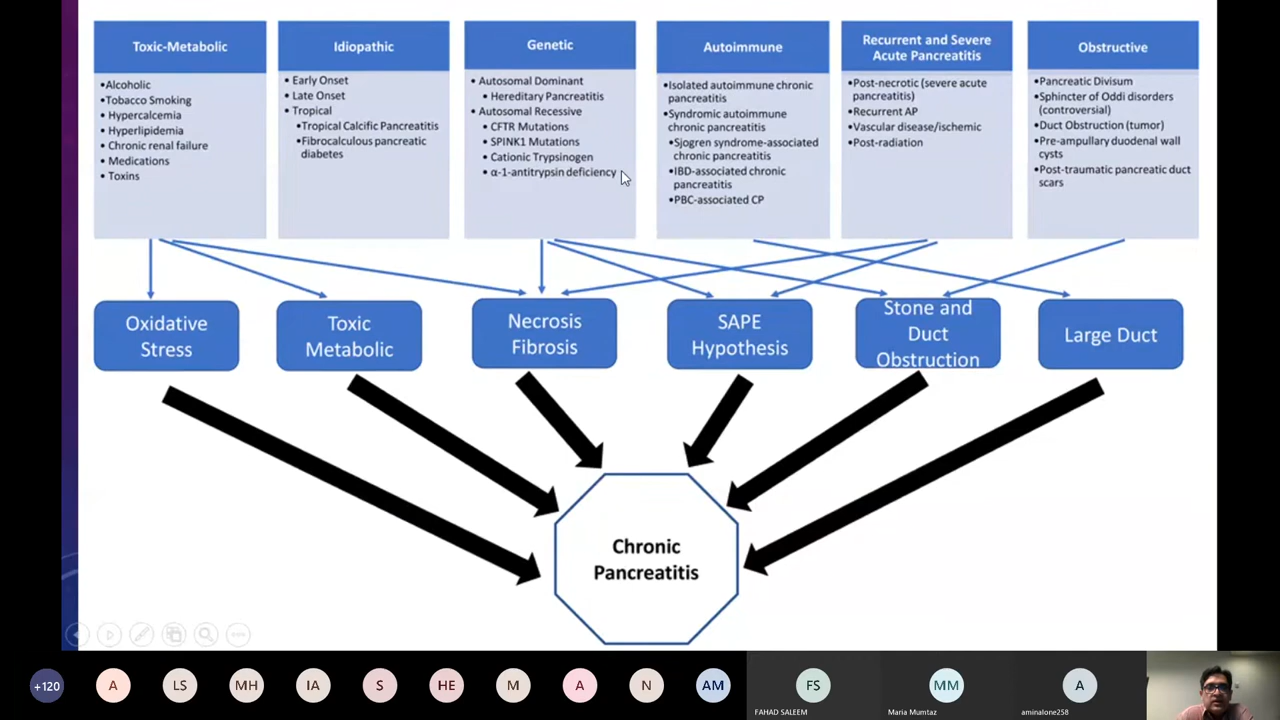 Toxic-Metabolic
•Alcoholic
•Tobacco Smoking
• Hypercalcemia
• Hyperlipidemia
• Chronic renal failure
• Medications
• Toxins
Idiopathic
• Early Onset
• Late Onset
• Tropical
•Tropical Calcific Pancreatitis
•Fibrocalculous pancreatic
diabetes
Genetic
• Autosomal Dominant
• Hereditary Pancreatitis
• Autosomal Recessive
• CFTR Mutations
• SPINK1 Mutations
• Cationic Trypsinogen
• α-1-antitrypsin deficiency
Autoimmune
•Isolated autoimmune chronic
pancreatitis
•Syndromic autoimmune
chronic pancreatitis
•Sjogren syndrome-associated
chronic pancreatitis
•IBD-associated chronic
pancreatitis
•PBC-associated CP
Recurrent and Severe
Acute Pancreatitis
•Post-necrotic (severe acute
pancreatitis)
•Recurrent AP
•Vascular disease/ischemic
•Post-radiation
Obstructive
•Pancreatic Divisum
•Sphincter of Oddi disorders
(controversial)
•Duct Obstruction (tumor)
•Pre-ampullary duodenal wall
cysts
•Post-traumatic pancreatic duct
scars
Oxidative
Stress
Toxic
Metabolic
Necrosis
Fibrosis
SAPE
Hypothesis
Stone and
Duct
Obstruction
Large Duct
Chronic
Pancreatitis
+120
A
LS
MH
IA
S
HE
M
A
N
AM
FS
FAHAD SALEEM
MM
Maria Mumtaz
A
aminalone258